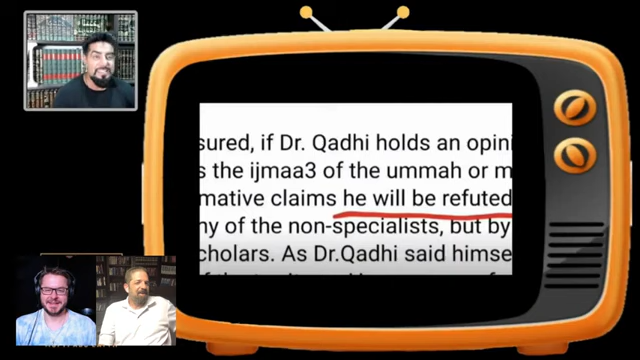 sured, if Dr. Qadhi holds an opini
s the ijmaa3 of the ummah or m
mative claims he will be refuted
ny of the non-specialists, but by
cholars. As Dr.Qadhi said himse